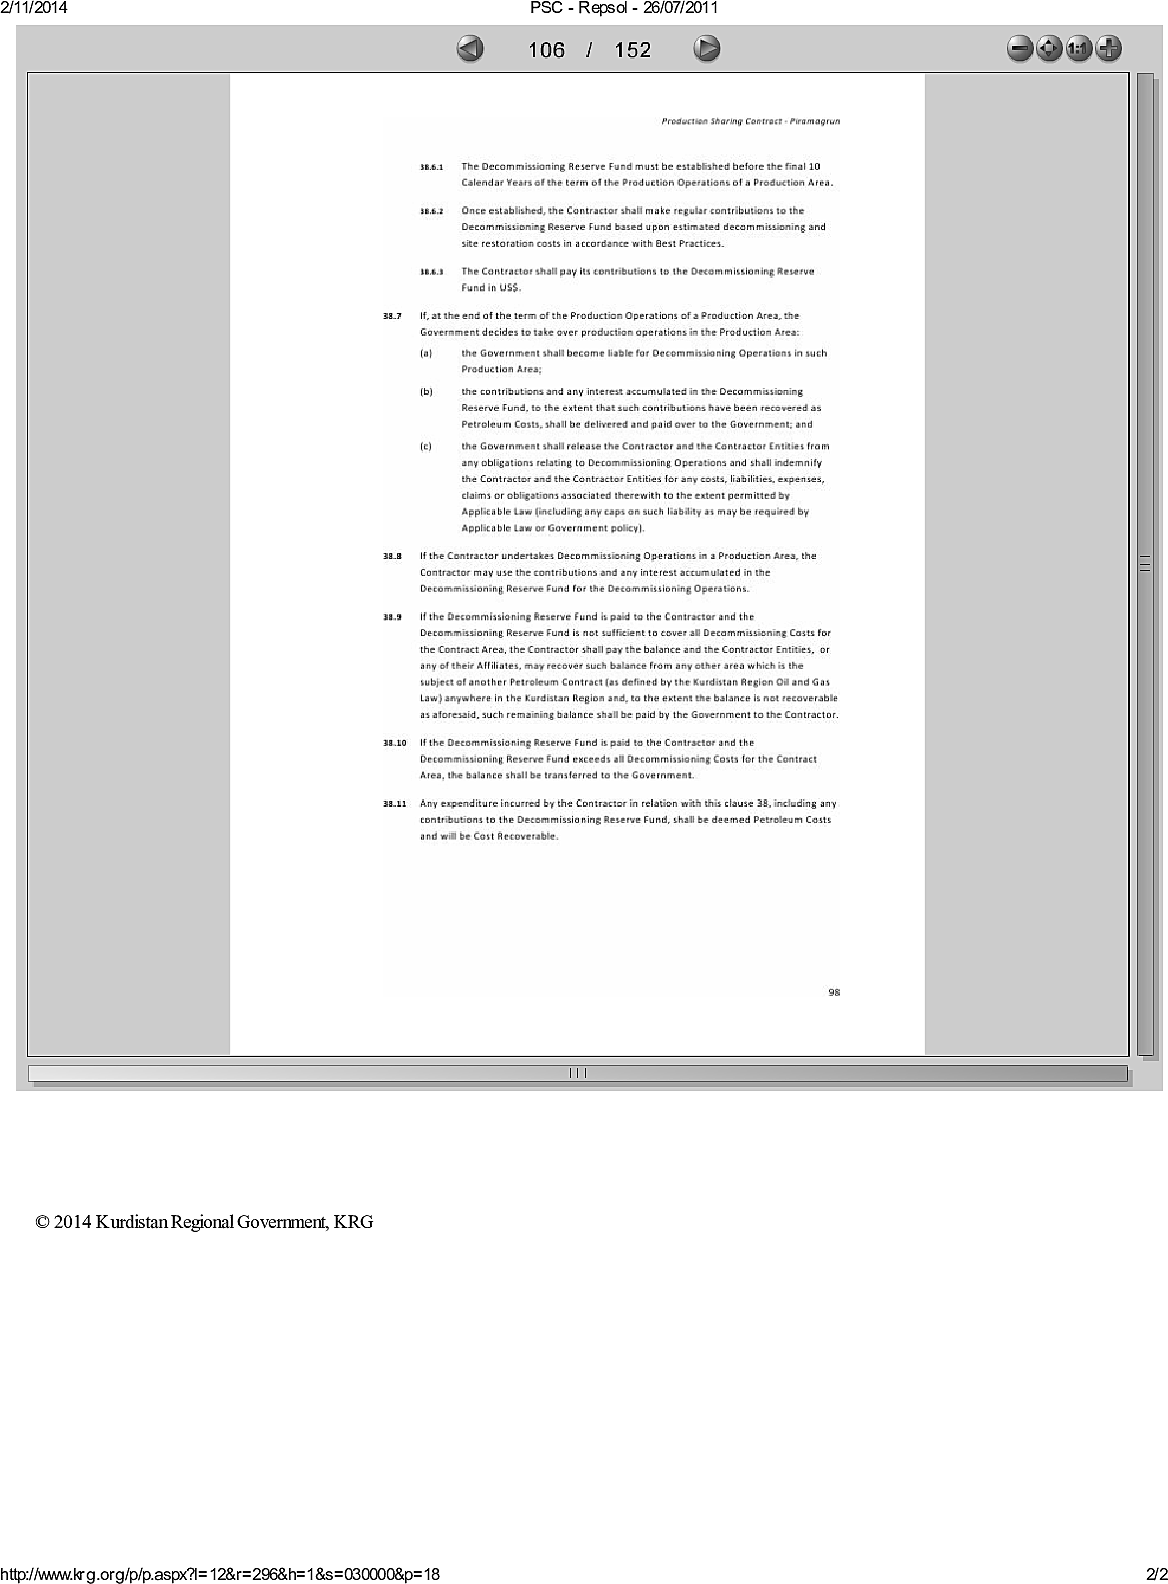 2/11/2014 PSC - Repsol - 26/07/2011
106 / 152
1:1
Production Sharing Contract - Piramagrun
38.6.1 The Decommissioning Reserve Fund must be established before the final 10
Calendar Years of the term of the Production Operations of a Production Area.
38.6.2 Once established, the Contractor shall make regular contributions to the
Decommissioning Reserve Fund based upon estimated decommissioning and
site restoration costs in accordance with Best Practices.
38.6.3 The Contractor shall pay its contributions to the Decommissioning Reserve
Fund in US$.
38.7 If, at the end of the term of the Production Operations of a Production Area, the
Government decides to take over production operations in the Production Area:
(a) the Government shall become liable for Decommissioning Operations in such
Production Area;
(b) the contributions and any interest accumulated in the Decommissioning
Reserve Fund, to the extent that such contributions have been recovered as
Petroleum Costs, shall be delivered and paid over to the Government; and
(c) the Government shall release the Contractor and the Contractor Entities from
any obligations relating to Decommissioning Operations and shall indemnify
the Contractor and the Contractor Entities for any costs, liabilities, expenses,
claims or obligations associated therewith to the extent permitted by
Applicable Law (including any caps on such liability as may be required by
Applicable Law or Government policy).
38.8 If the Contractor undertakes Decommissioning Operations in a Production Area, the
Contractor may use the contributions and any interest accumulated in the
Decommissioning Reserve Fund for the Decommissioning Operations.
38.9 If the Decommissioning Reserve Fund is paid to the Contractor and the
Decommissioning Reserve Fund is not sufficient to cover all Decommissioning Costs for
the Contract Area, the Contractor shall pay the balance and the Contractor Entities, or
any of their Affiliates, may recover such balance from any other area which is the
subject of another Petroleum Contract (as defined by the Kurdistan Region Oil and Gas
Law) anywhere in the Kurdistan Region and, to the extent the balance is not recoverable
as aforesaid, such remaining balance shall be paid by the Government to the Contractor.
38.10 If the Decommissioning Reserve Fund is paid to the Contractor and the
Decommissioning Reserve Fund exceeds all Decommissioning Costs for the Contract
Area, the balance shall be transferred to the Government.
38.11 Any expenditure incurred by the Contractor in relation with this clause 38, including any
contributions to the Decommissioning Reserve Fund, shall be deemed Petroleum Costs
and will be Cost Recoverable.
98
© 2014 Kurdistan Regional Government, KRG
http://www.krg.org/p/p.aspx?l=12&r=296&h=1&s=030000&p=18 2/2